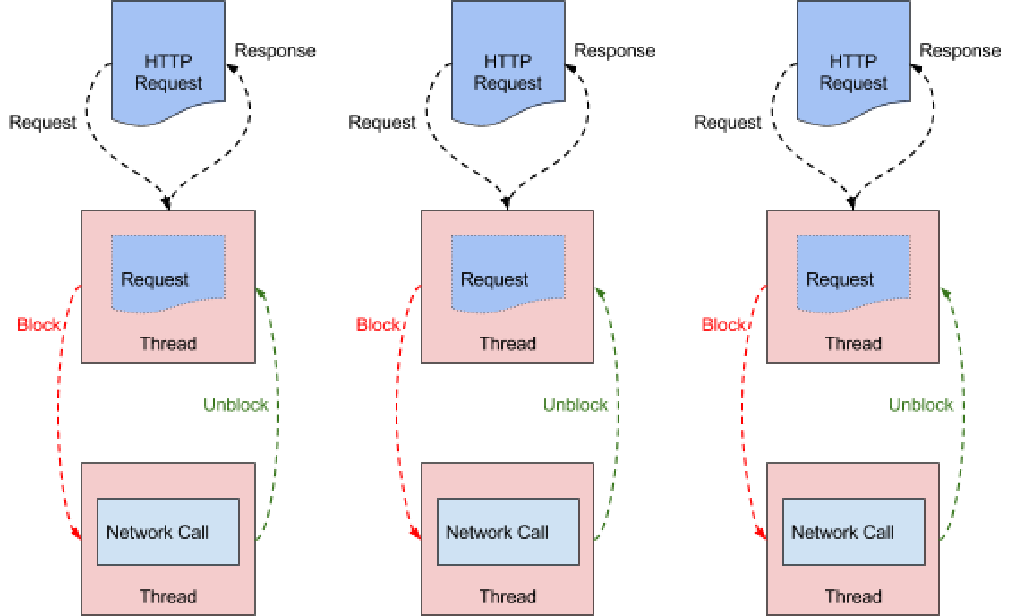 HTTP
Request
Response
Request
Request
Block
Thread
Unblock
Network Call
Thread
HTTP
Request
Response
Request
Request
Block
Thread
Unblock
Network Call
Thread
HTTP
Request
Response
Request
Request
Block
Thread
Unblock
Network Call
Thread